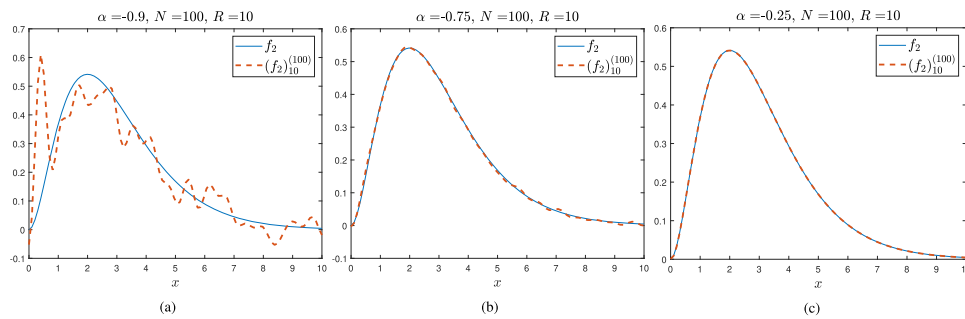 α =-0.9, N =100, R =10
f₂
(f₂)₁₀⁽¹⁰⁰⁾
0.7
0.6
0.5
0.4
0.3
0.2
0.1
0
-0.1
0 1 2 3 4 5 6 7 8 9 10
x
(a)
α =-0.75, N =100, R =10
f₂
(f₂)₁₀⁽¹⁰⁰⁾
0.6
0.5
0.4
0.3
0.2
0.1
0
-0.1
0 1 2 3 4 5 6 7 8 9 10
x
(b)
α =-0.25, N =100, R =10
f₂
(f₂)₁₀⁽¹⁰⁰⁾
0.6
0.5
0.4
0.3
0.2
0.1
0
0 1 2 3 4 5 6 7 8 9 10
x
(c)